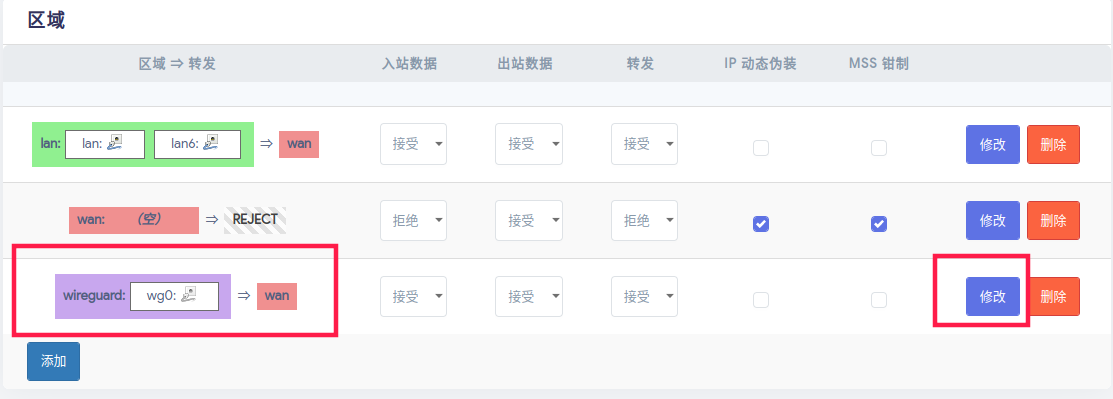 区域
区域 ⇒ 转发 入站数据 出站数据 转发 IP 动态伪装 MSS 钳制
lan: lan: lan6: ⇒ wan 接受 接受 接受 修改 删除
wan: (空) ⇒ REJECT 拒绝 接受 拒绝 修改 删除
wireguard: wg0: ⇒ wan 接受 接受 接受 修改 删除
添加